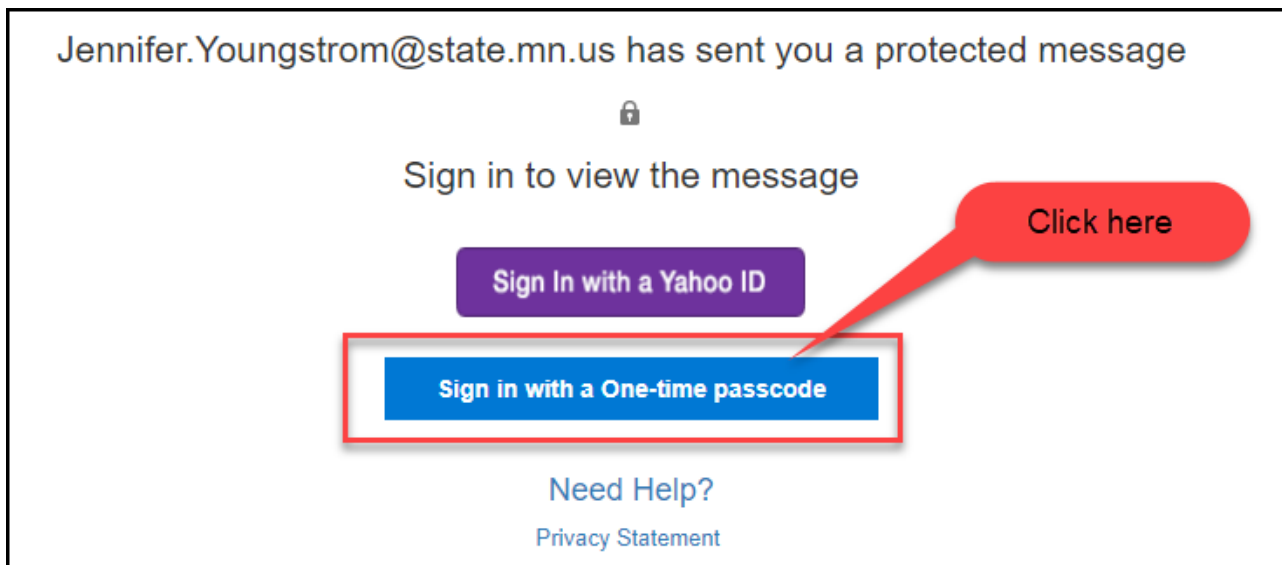 Jennifer.Youngstrom@state.mn.us has sent you a protected message
Sign in to view the message
Click here
Sign In with a Yahoo ID
Sign in with a One-time passcode
Need Help?
Privacy Statement